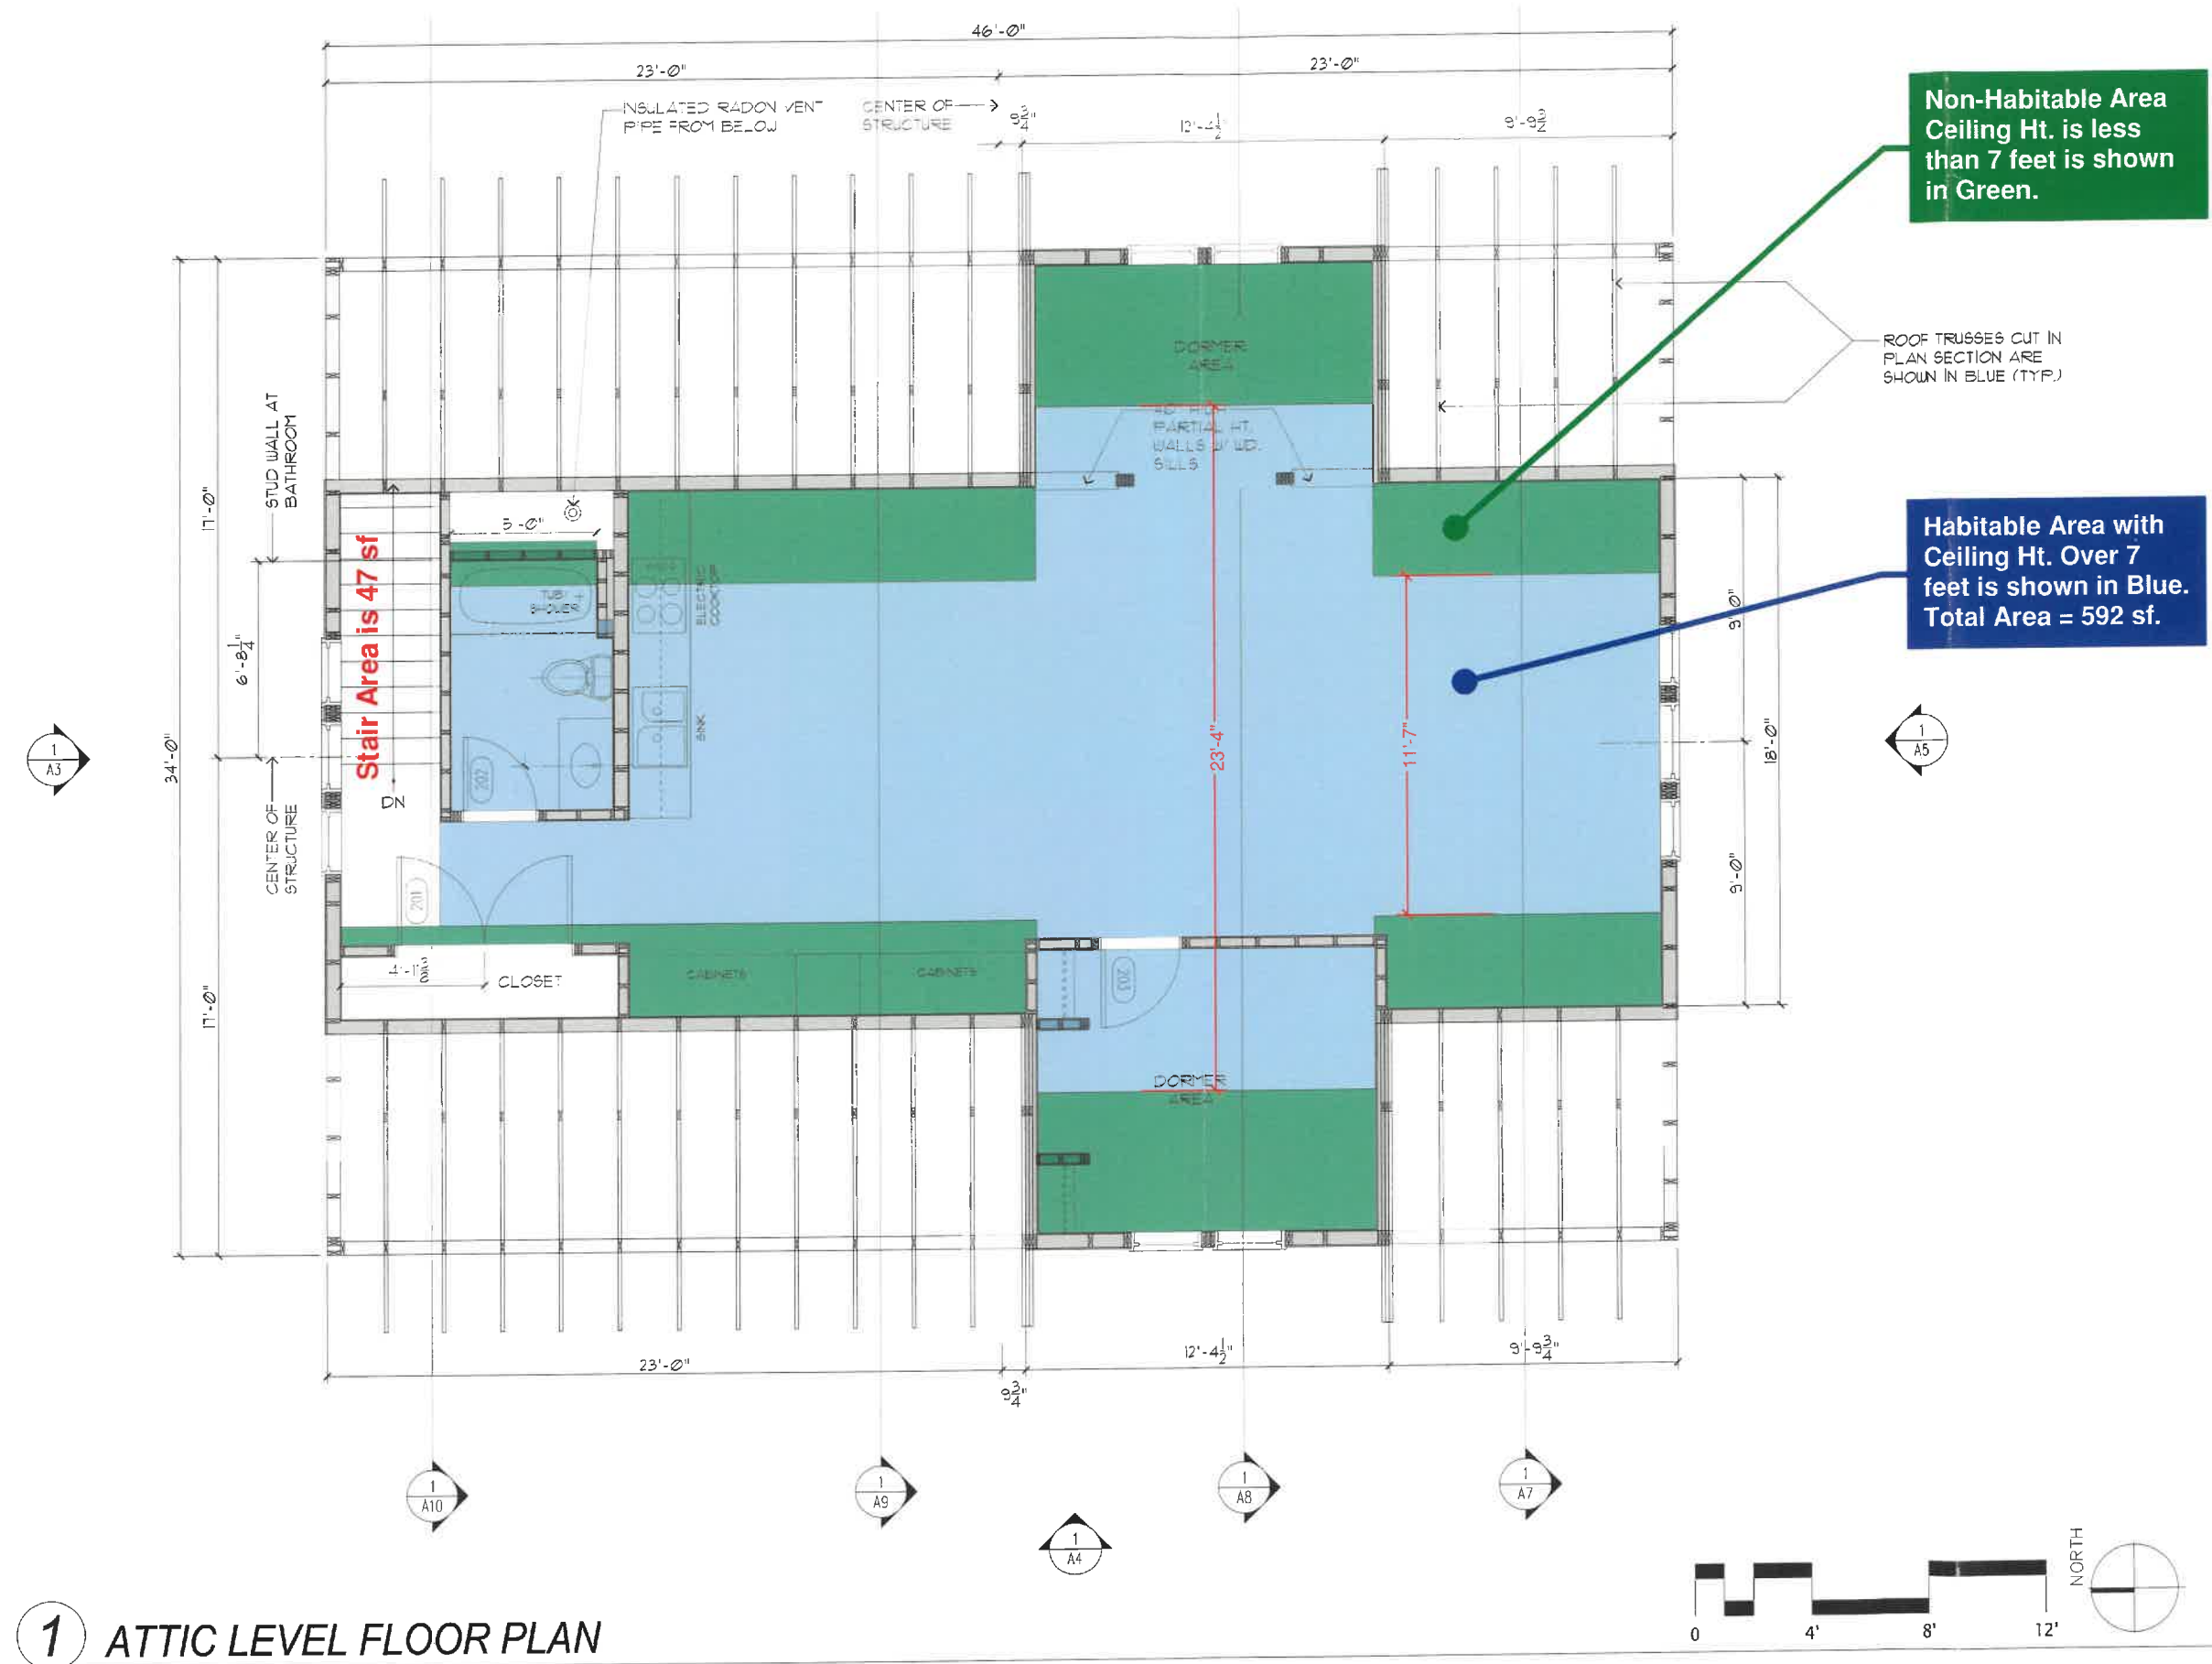 46'-0"
23'-0"
23'-0"
INSULATED RADON VENT
PIPE FROM BELOW
CENTER OF
STRUCTURE
9 3/4"
12'-4 1/2"
Non-Habitable Area
Ceiling Ht. is less
than 7 feet is shown
in Green.
DORMER
AREA
ROOF TRUSSES CUT IN
PLAN SECTION ARE
SHOWN IN BLUE (TYP.)
PARTIAL HT.
WALLS W/ WD.
SILLS
STUD WALL AT
BATHROOM
17'-0"
5'-0"
Stair Area is 47 sf
TUB/
SHOWER
ELECTRIC
COOKTOP
Habitable Area with
Ceiling Ht. Over 7
feet is shown in Blue.
Total Area = 592 sf.
9'-0"
6'-8 1/4"
34'-0"
SINK
23'-4"
11'-7"
18'-0"
1
A3
1
A5
202
DN
CENTER OF
STRUCTURE
201
9'-0"
CLOSET
CABINETS
CABINETS
203
17'-0"
DORMER
AREA
23'-0"
9 3/4"
12'-4 1/2"
9'-9 3/4"
1
A10
1
A9
1
A8
1
A7
1
A4
NORTH
0
4'
8'
12'
1
ATTIC LEVEL FLOOR PLAN